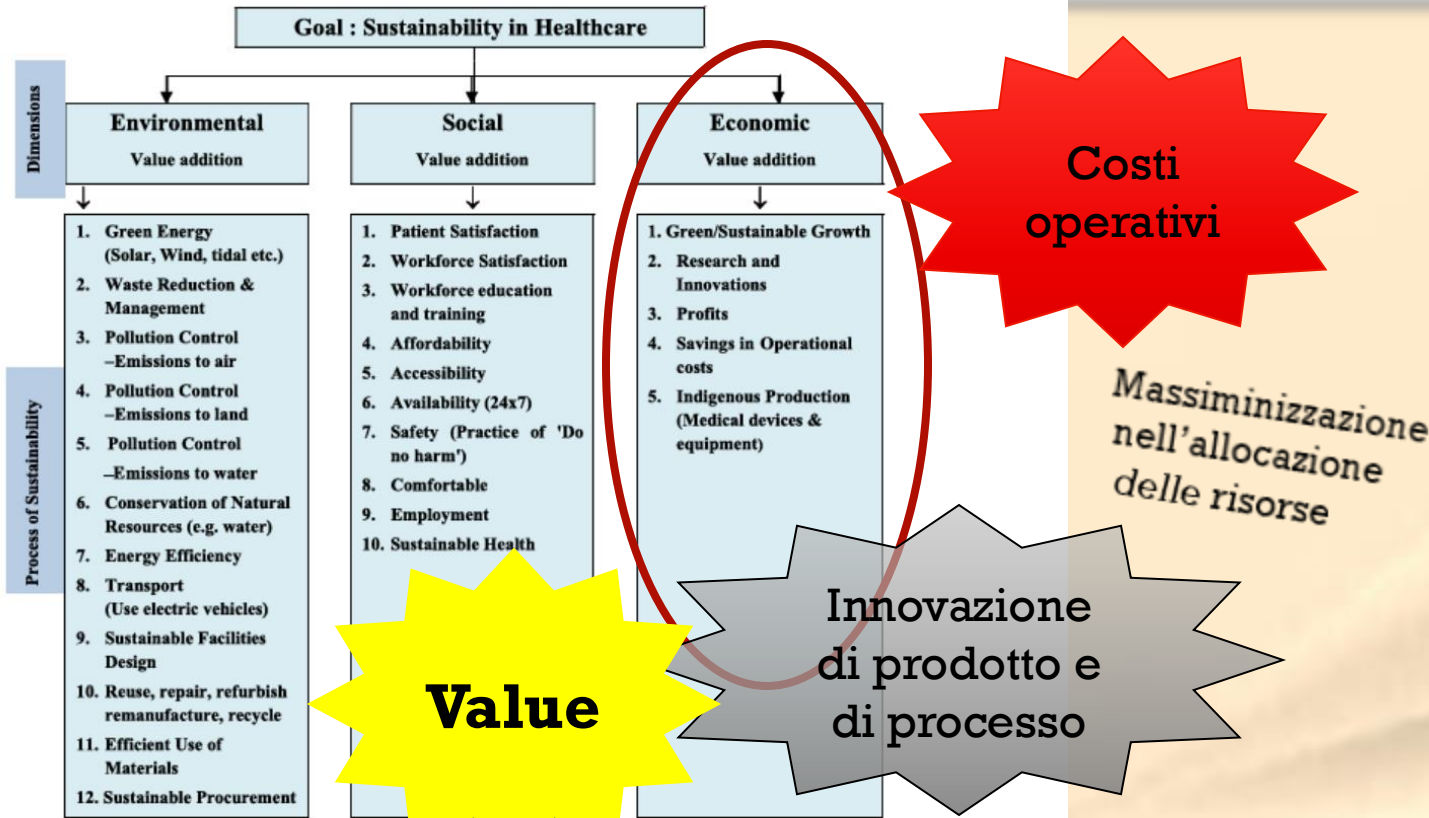 Goal : Sustainability in Healthcare
Dimensions
Environmental
Value addition
Social
Value addition
Economic
Value addition
Process of Sustainability
1. Green Energy
(Solar, Wind, tidal etc.)
2. Waste Reduction &
Management
3. Pollution Control
–Emissions to air
4. Pollution Control
–Emissions to land
5. Pollution Control
–Emissions to water
6. Conservation of Natural
Resources (e.g. water)
7. Energy Efficiency
8. Transport
(Use electric vehicles)
9. Sustainable Facilities
Design
10. Reuse, repair, refurbish
remanufacture, recycle
11. Efficient Use of
Materials
12. Sustainable Procurement
1. Patient Satisfaction
2. Workforce Satisfaction
3. Workforce education
and training
4. Affordability
5. Accessibility
6. Availability (24x7)
7. Safety (Practice of 'Do
no harm')
8. Comfortable
9. Employment
10. Sustainable Health
1. Green/Sustainable Growth
2. Research and
Innovations
3. Profits
4. Savings in Operational
costs
5. Indigenous Production
(Medical devices &
equipment)
Costi
operativi
Massiminizzazione
nell'allocazione
delle risorse
Value
Innovazione
di prodotto e
di processo